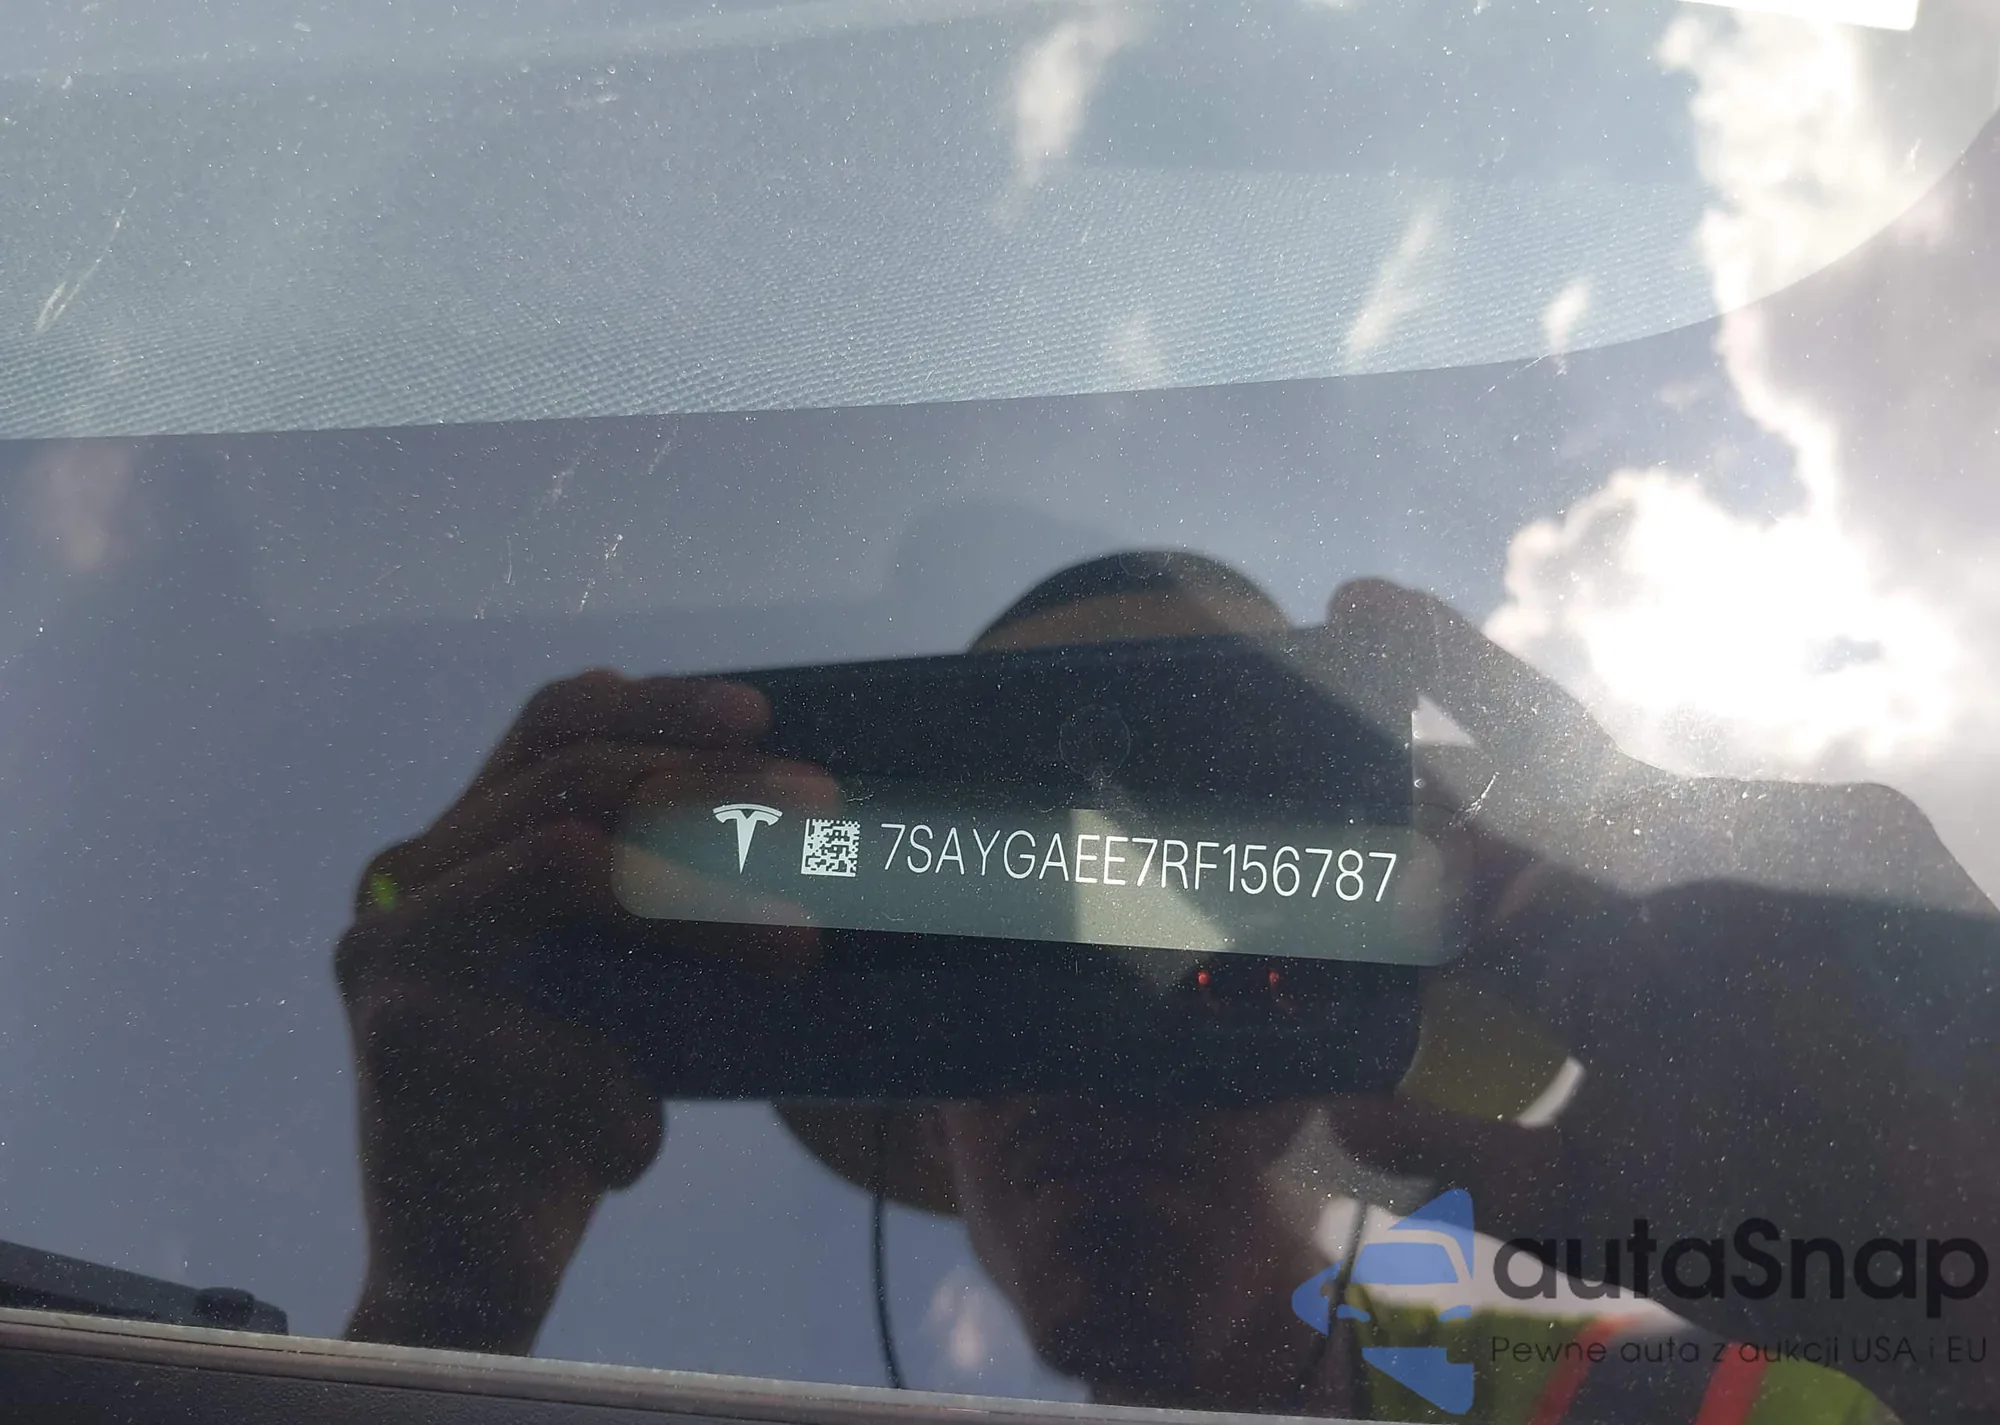 7SAYGAEE7RF156787
autaSnap
Pewne auta z aukcji USA i EU